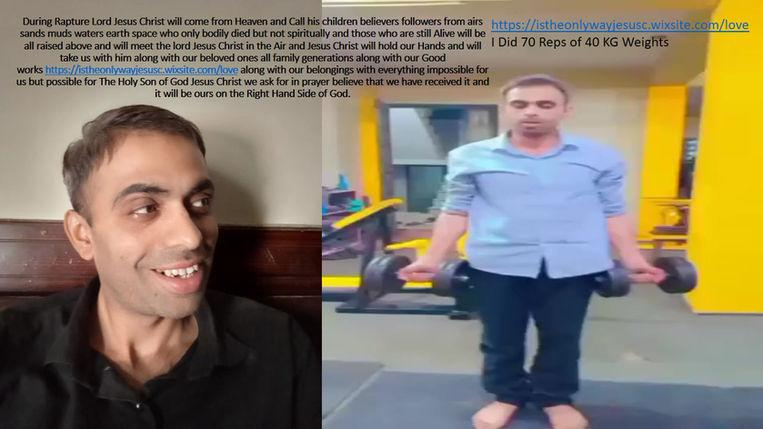 During Rapture Lord Jesus Christ will come from Heaven and Call his children believers followers from airs
sands muds waters earth space who only bodily died but not spiritually and those who are still Alive will be
all raised above and will meet the lord Jesus Christ in the Air and Jesus Christ will hold our Hands and will
take us with him along with our beloved ones all family generations along with our Good
works https://istheonlywayjesusc.wixsite.com/love along with our belongings with everything impossible for
us but possible for The Holy Son of God Jesus Christ we ask for in prayer believe that we have received it and
it will be ours on the Right Hand Side of God.
https://istheonlywayjesusc.wixsite.com/love
I Did 70 Reps of 40 KG Weights